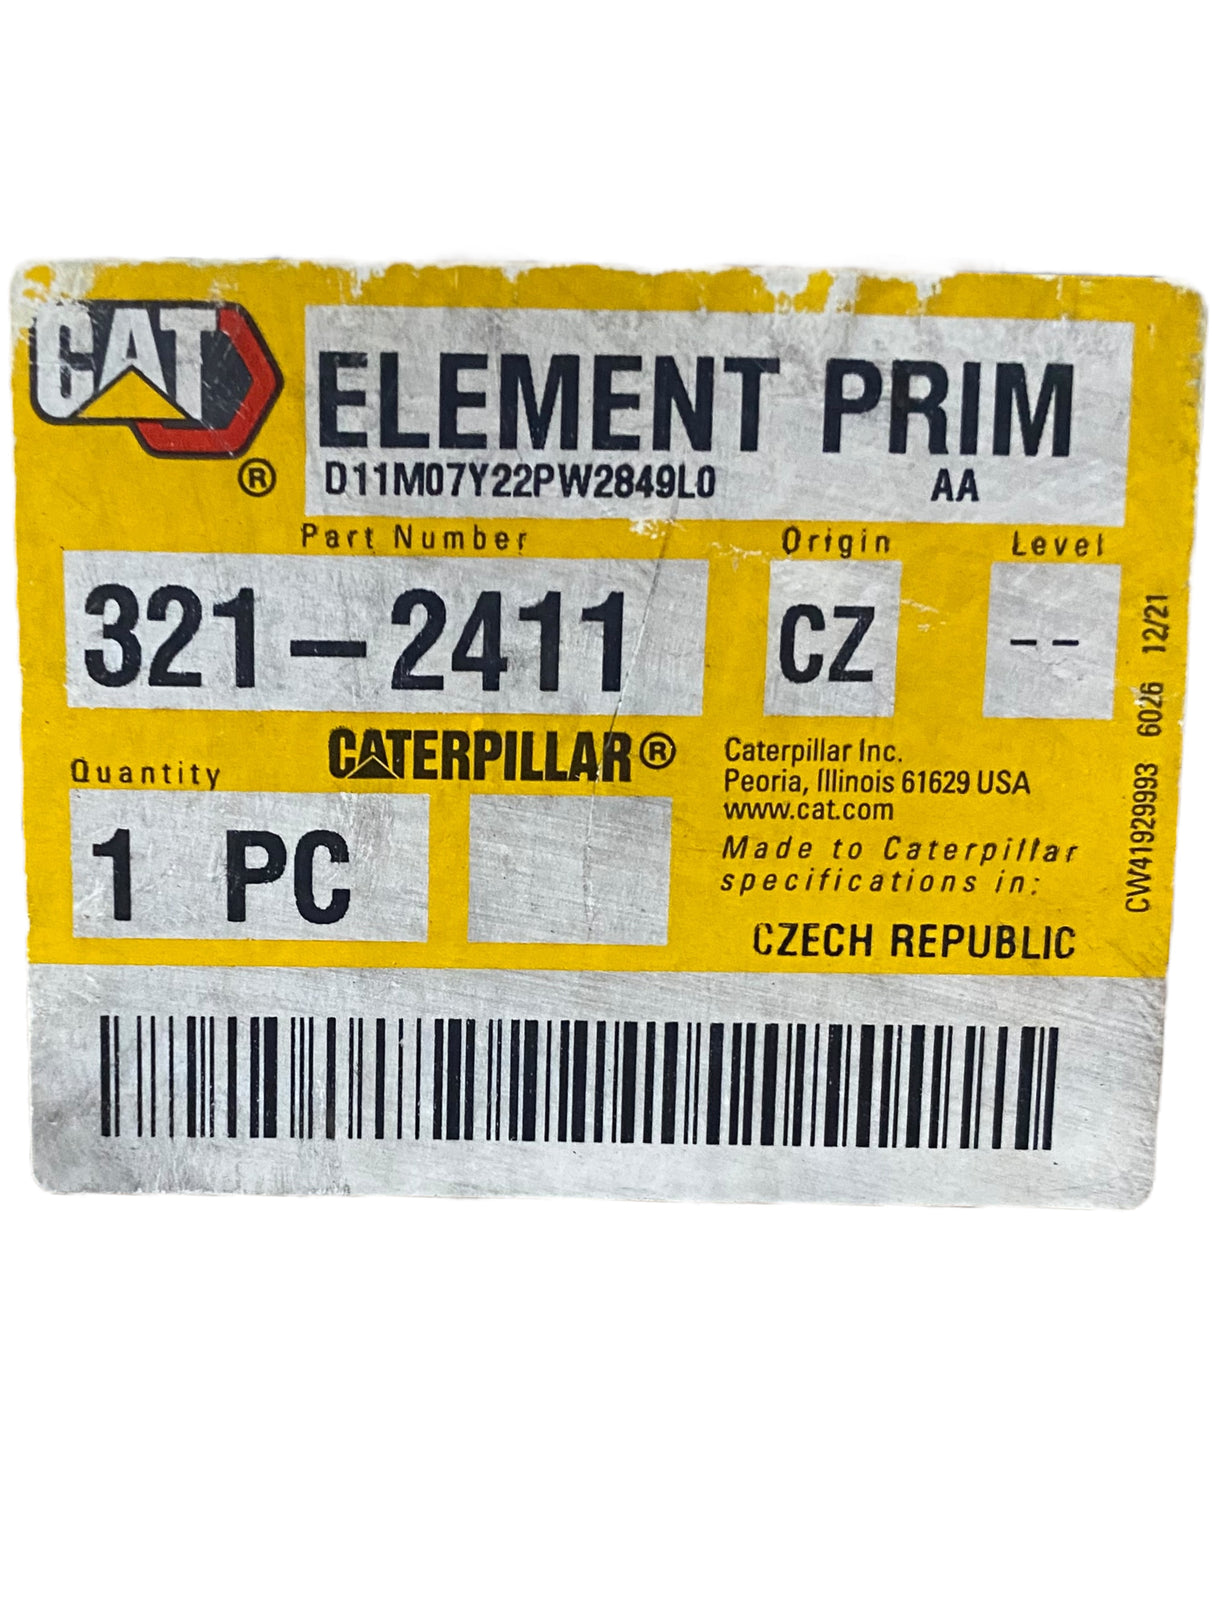 CAT
®
ELEMENT PRIM
D11M07Y22PW2849L0 AA
Part Number Origin Level
321-2411 CZ --
CATERPILLAR®
Quantity
1 PC
Caterpillar Inc.
Peoria, Illinois 61629 USA
www.cat.com
Made to Caterpillar
specifications in:
CZECH REPUBLIC
CW41929993 6026 12/21